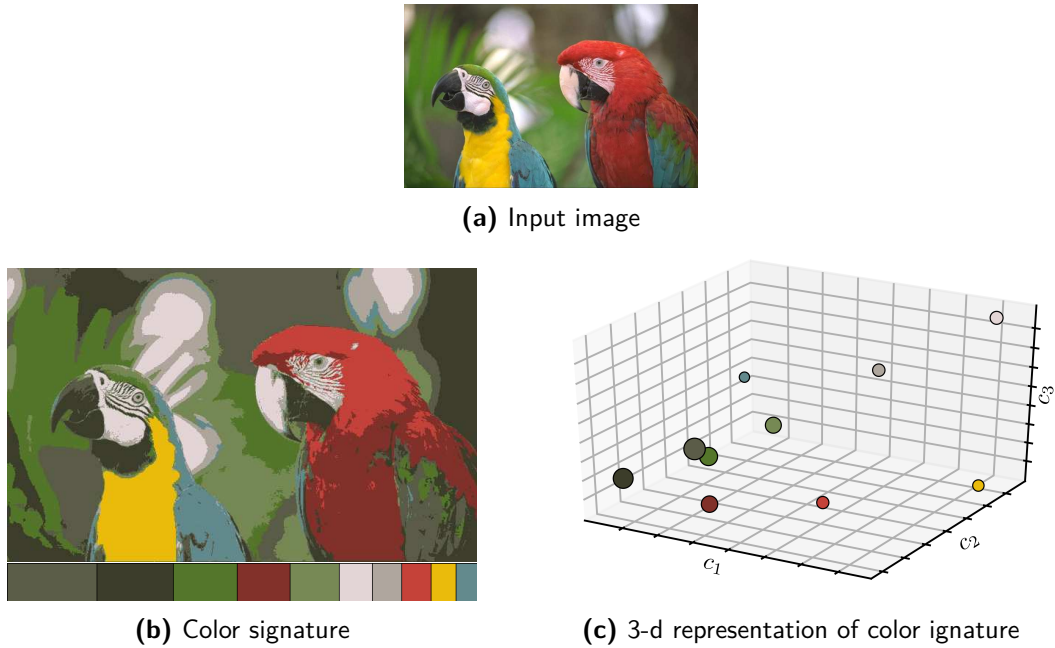 (a) Input image
(b) Color signature
c₁
c₂
c₃
(c) 3-d representation of color ignature